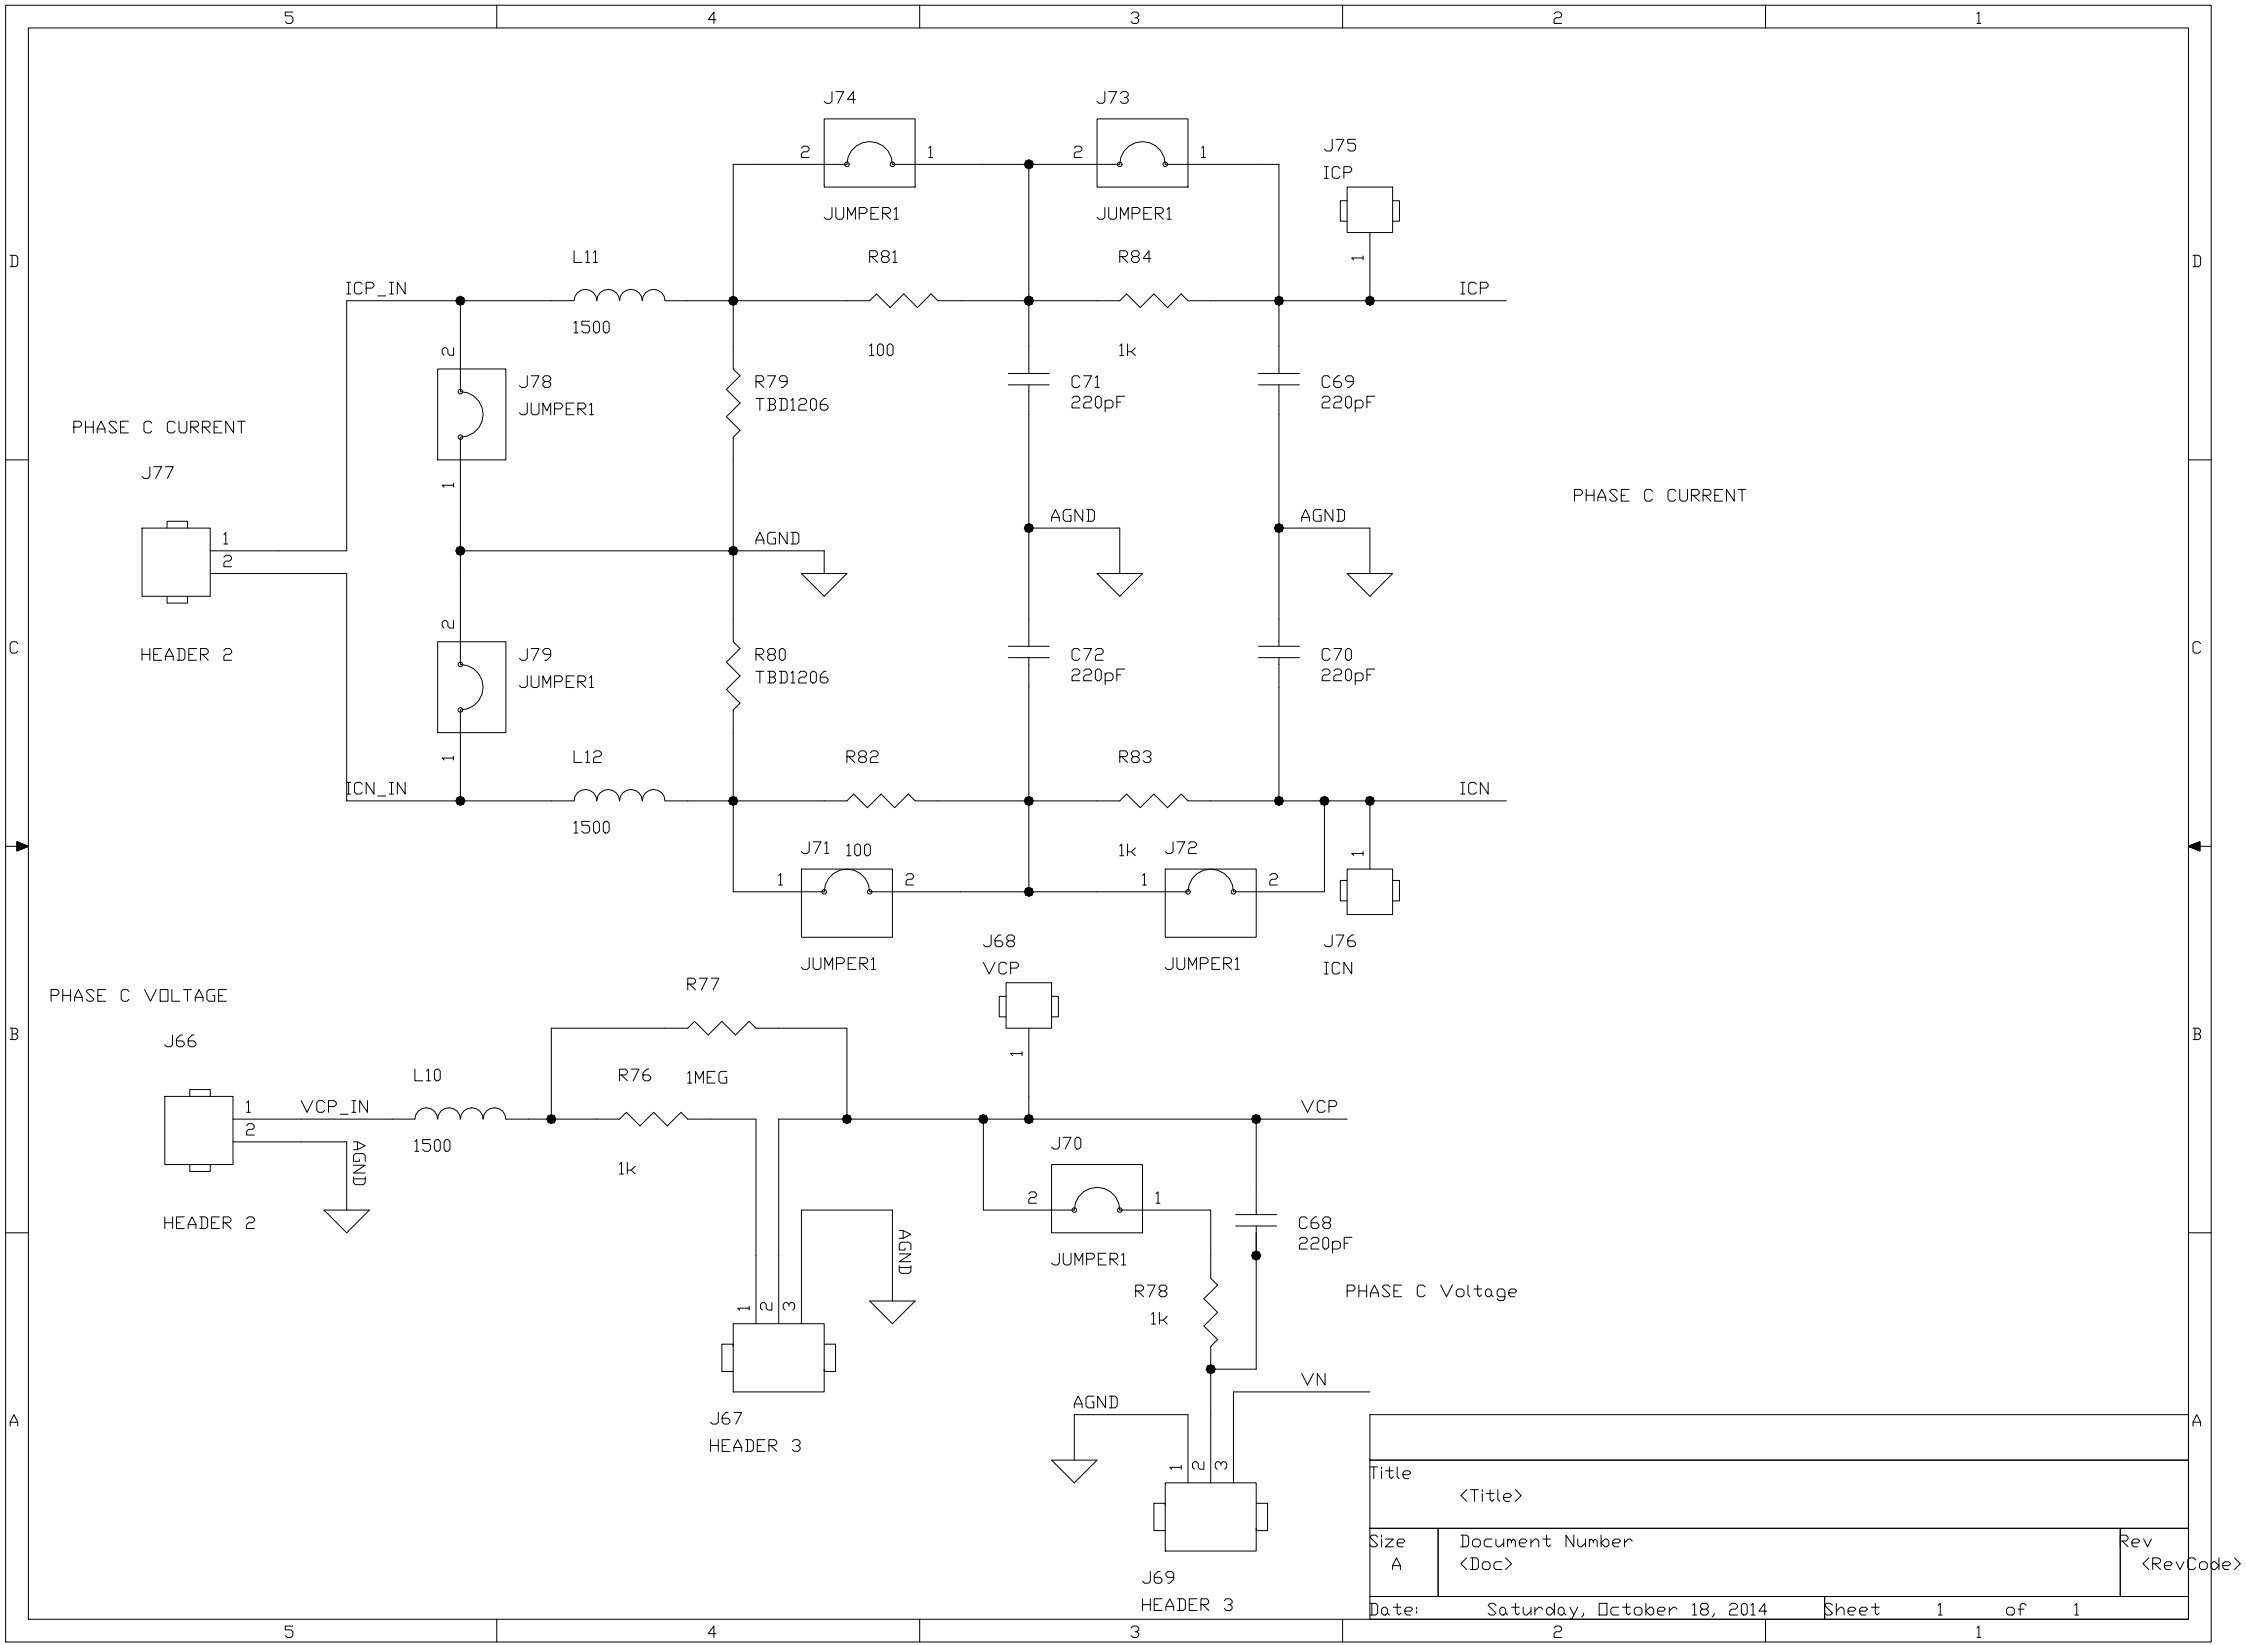 5 4 3 2 1
J74
J73
2 1
2 1
J75
ICP
JUMPER1
JUMPER1
1
D
D
L11
R81
R84
ICP_IN
ICP
1500
100
1k
2
J78
JUMPER1
R79
TBD1206
C71
220pF
C69
220pF
PHASE C CURRENT
J77
1
PHASE C CURRENT
AGND
AGND
AGND
1
2
HEADER 2
2
J79
JUMPER1
R80
TBD1206
C72
220pF
C70
220pF
C
C
1
L12
R82
R83
ICN_IN
ICN
1500
J71
100
1k
J72
1
1 2
1 2
JUMPER1
JUMPER1
J76
ICN
J68
VCP
1
PHASE C VOLTAGE
R77
B
B
J66
L10
R76
1MEG
1
VCP_IN
2
AGND
1500
1k
VCP
J70
2 1
HEADER 2
JUMPER1
C68
220pF
AGND
R78
1k
PHASE C Voltage
1 2 3
J67
HEADER 3
VN
AGND
1 2 3
A
A
J69
HEADER 3
Title
<Title>
Size
A
Document Number
<Doc>
Rev
<RevCode>
Date:
Saturday, October 18, 2014
Sheet 1 of 1
5 4 3 2 1